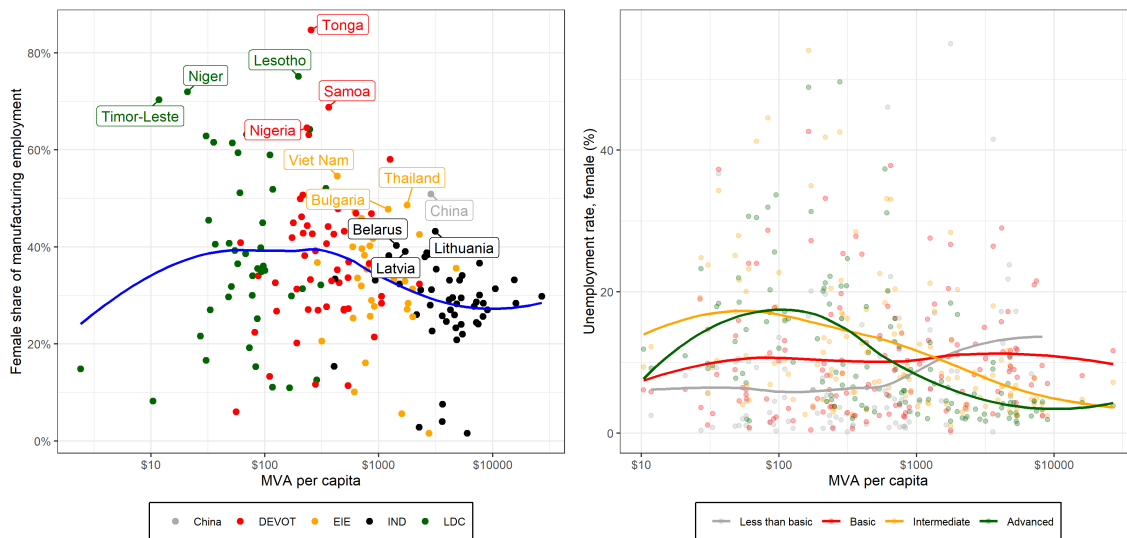 Female share of manufacturing employment
80%
60%
40%
20%
0%
Tonga
Lesotho
Niger
Samoa
Timor-Leste
Nigeria
Viet Nam
Thailand
Bulgaria
China
Belarus
Lithuania
Latvia
$10 $100 $1000 $10000
MVA per capita
China DEVOT EIE IND LDC
Unemployment rate, female (%)
40
20
0
$10 $100 $1000 $10000
MVA per capita
Less than basic Basic Intermediate Advanced